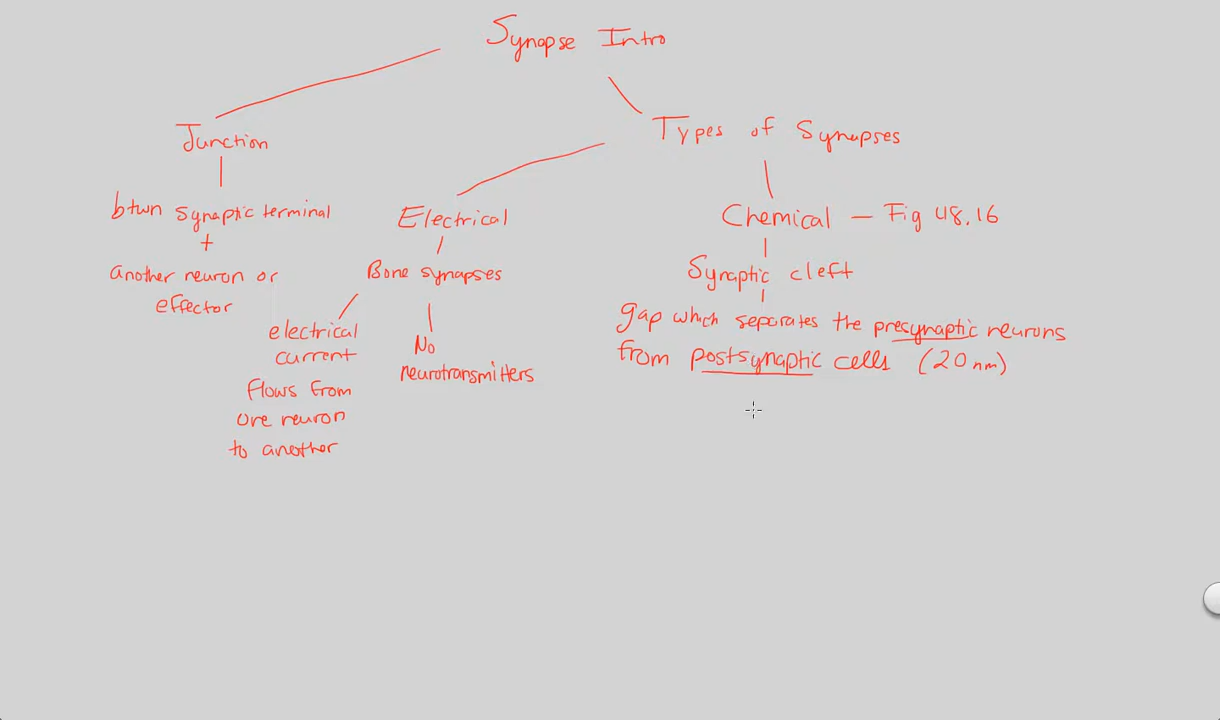 Synapse Intro
Junction
btwn synaptic terminal
+
another neuron or
effector
Types of Synapses
Electrical
Bone synapses
electrical
current
flows from
one neuron
to another
No
neurotransmitters
Chemical — Fig 48.16
Synaptic cleft
gap which separates the presynaptic neurons
from postsynaptic cells (20 nm)